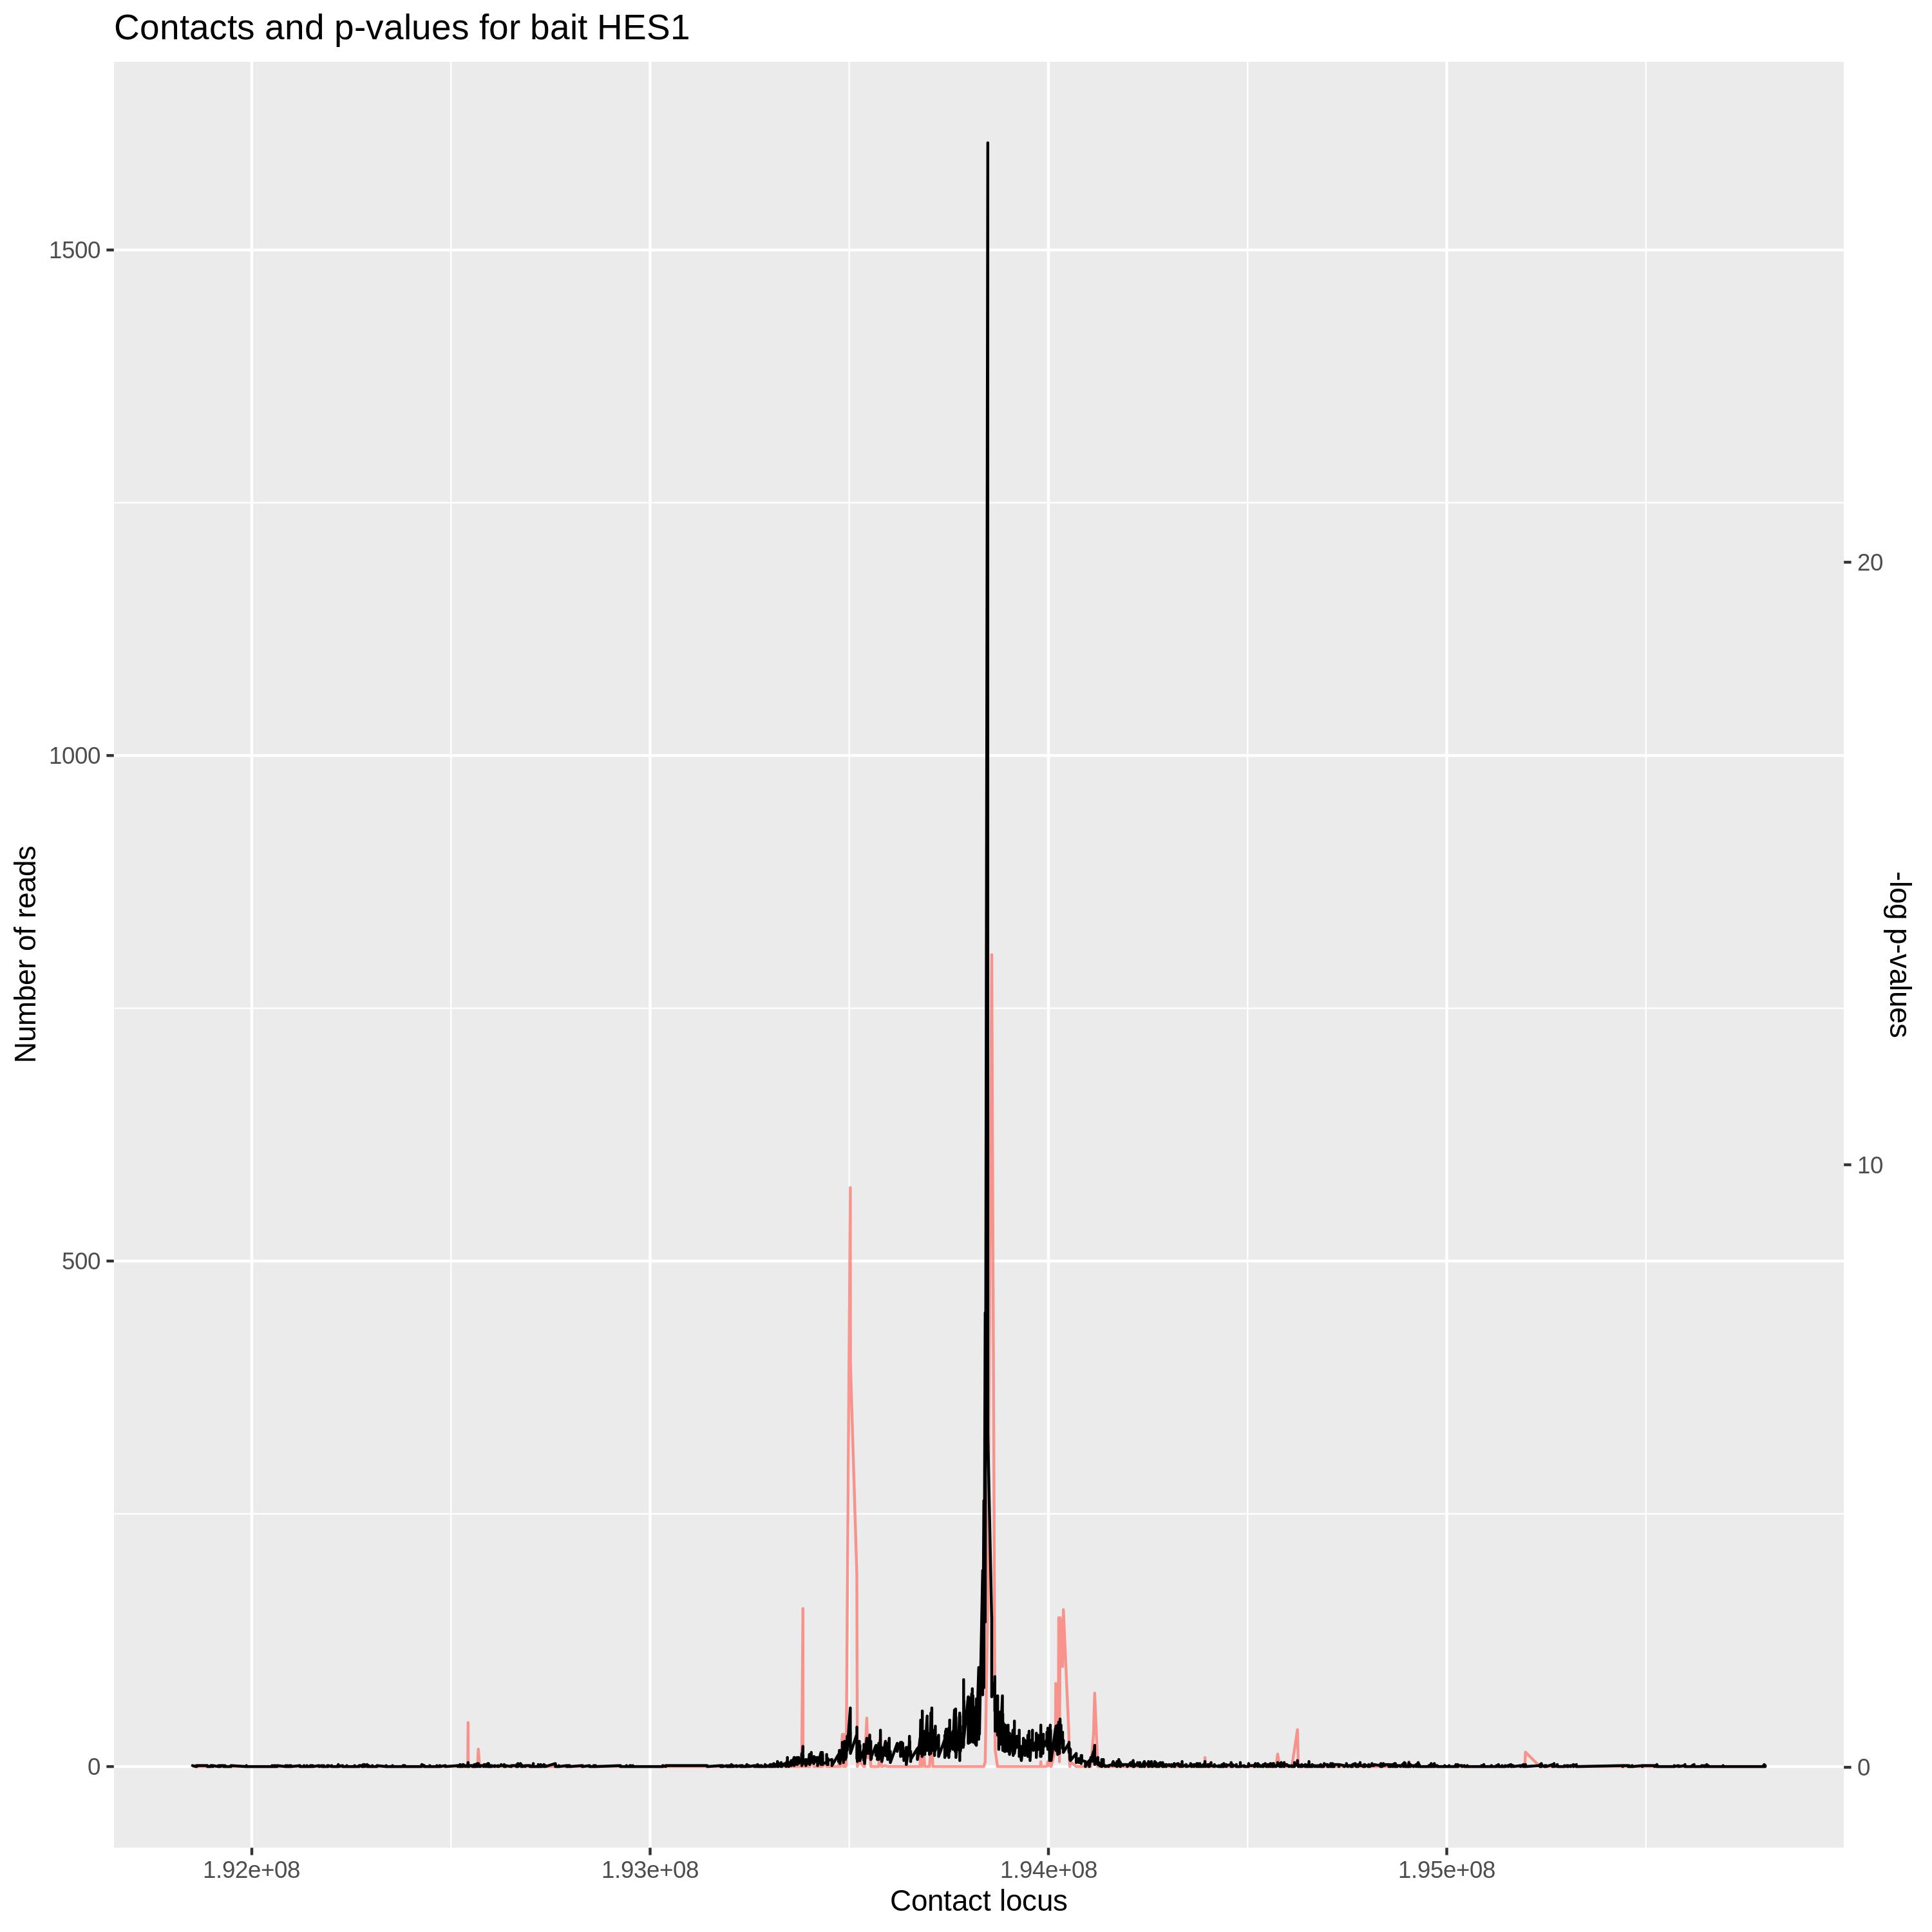 Contacts and p-values for bait HES1
1500
1000
500
0
Number of reads
20
10
0
-log p-values
1.92e+08
1.93e+08
1.94e+08
1.95e+08
Contact locus